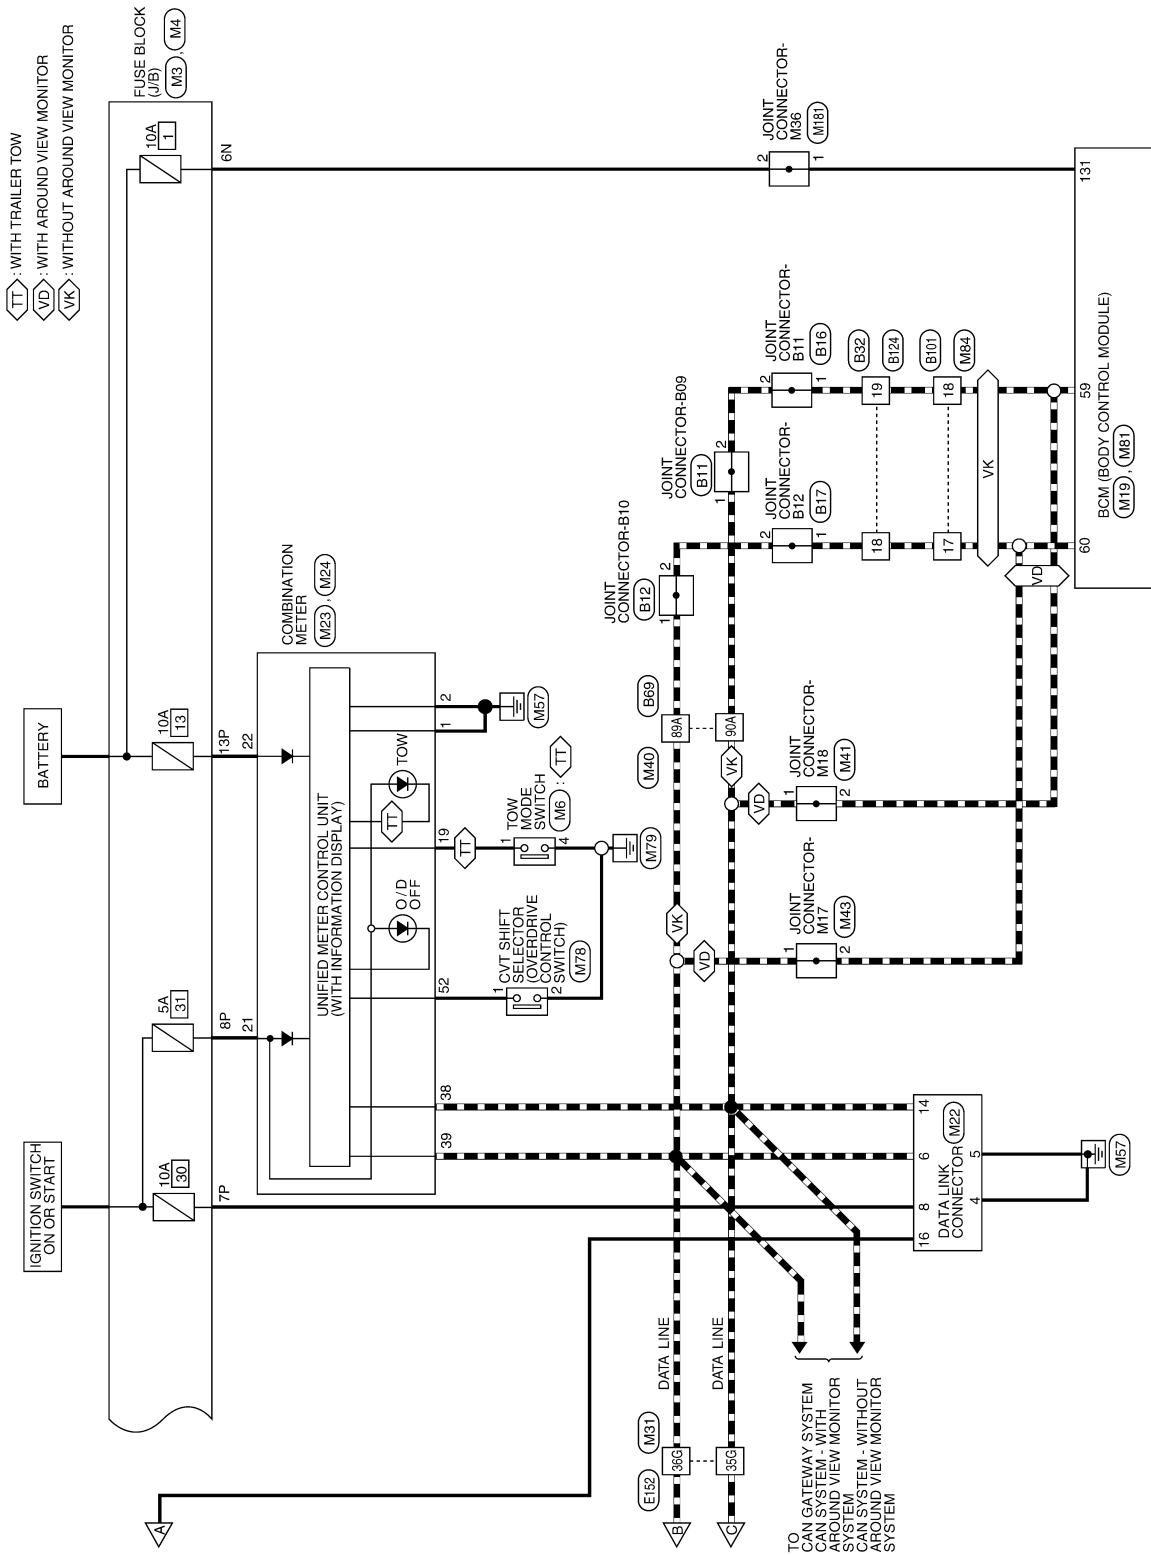 TT : WITH TRAILER TOW
VD : WITH AROUND VIEW MONITOR
VK : WITHOUT AROUND VIEW MONITOR
IGNITION SWITCH
ON OR START
BATTERY
FUSE BLOCK
(J/B)
M3 , M4
10A
30
5A
31
10A
13
10A
1
7P
8P
13P
6N
21
22
COMBINATION
METER
M23 , M24
UNIFIED METER CONTROL UNIT
(WITH INFORMATION DISPLAY)
O/D
OFF
TT
TOW
39
38
52
19
1
2
TT
M57
CVT SHIFT
SELECTOR
(OVERDRIVE
CONTROL
SWITCH)
M78
1
2
TOW
MODE
SWITCH
M6 : TT
1
4
M79
A
E152
M31
36G
35G
B
C
DATA LINE
DATA LINE
VK
VK
M40
B69
89A
90A
JOINT
CONNECTOR-B10
B12
1
2
JOINT
CONNECTOR-B09
B11
1
2
JOINT
CONNECTOR-
M17
M43
1
2
VD
JOINT
CONNECTOR-
M18
M41
1
2
VD
JOINT
CONNECTOR-
B12
B17
2
1
JOINT
CONNECTOR-
B11
B16
2
1
JOINT
CONNECTOR-
M36
M181
2
1
18
19
B32
B124
17
18
B101
M84
VK
VD
TO
CAN GATEWAY SYSTEM
CAN SYSTEM - WITH
AROUND VIEW MONITOR
SYSTEM
CAN SYSTEM - WITHOUT
AROUND VIEW MONITOR
SYSTEM
16
8
6
14
DATA LINK
CONNECTOR
M22
4
5
M57
60
59
131
BCM (BODY CONTROL MODULE)
M19 , M81